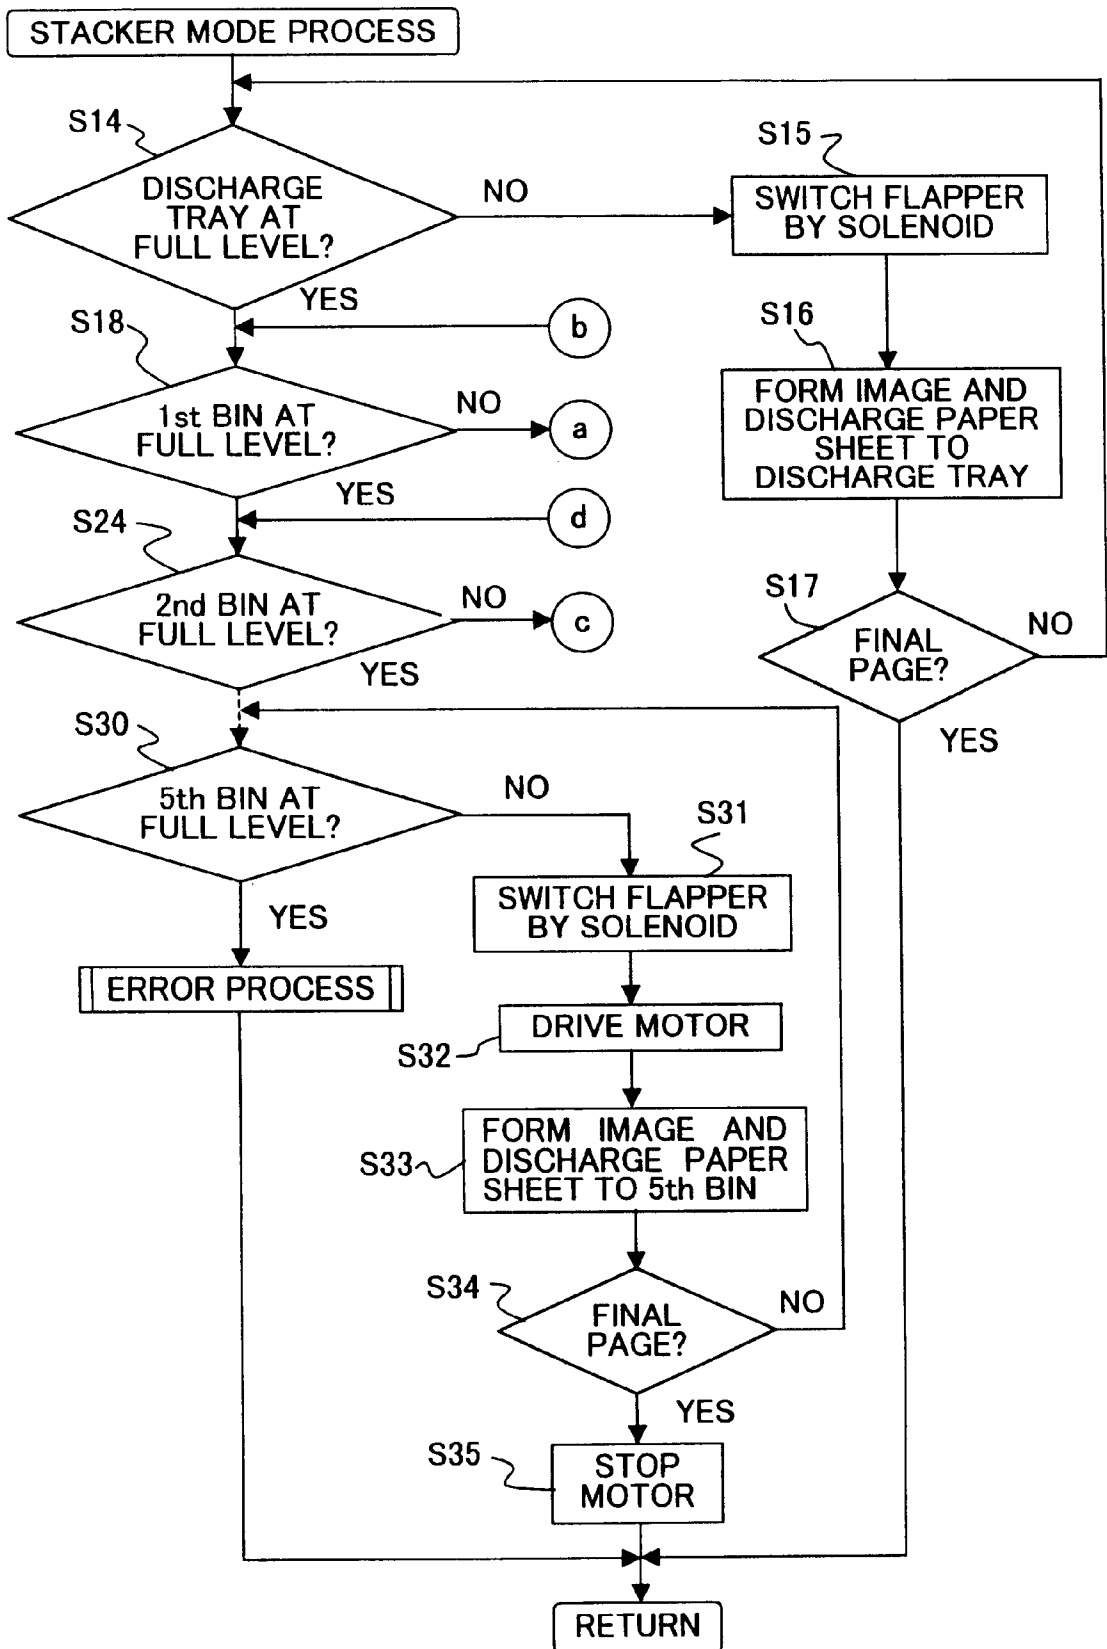 STACKER MODE PROCESS
S14
DISCHARGE
TRAY AT
FULL LEVEL?
NO
YES
S15
SWITCH FLAPPER
BY SOLENOID
S16
FORM IMAGE AND
DISCHARGE PAPER
SHEET TO
DISCHARGE TRAY
S17
FINAL
PAGE?
NO
YES
b
S18
1st BIN AT
FULL LEVEL?
NO
a
YES
d
S24
2nd BIN AT
FULL LEVEL?
NO
c
YES
S30
5th BIN AT
FULL LEVEL?
NO
YES
ERROR PROCESS
S31
SWITCH FLAPPER
BY SOLENOID
S32
DRIVE MOTOR
S33
FORM IMAGE AND
DISCHARGE PAPER
SHEET TO 5th BIN
S34
FINAL
PAGE?
NO
YES
S35
STOP
MOTOR
RETURN